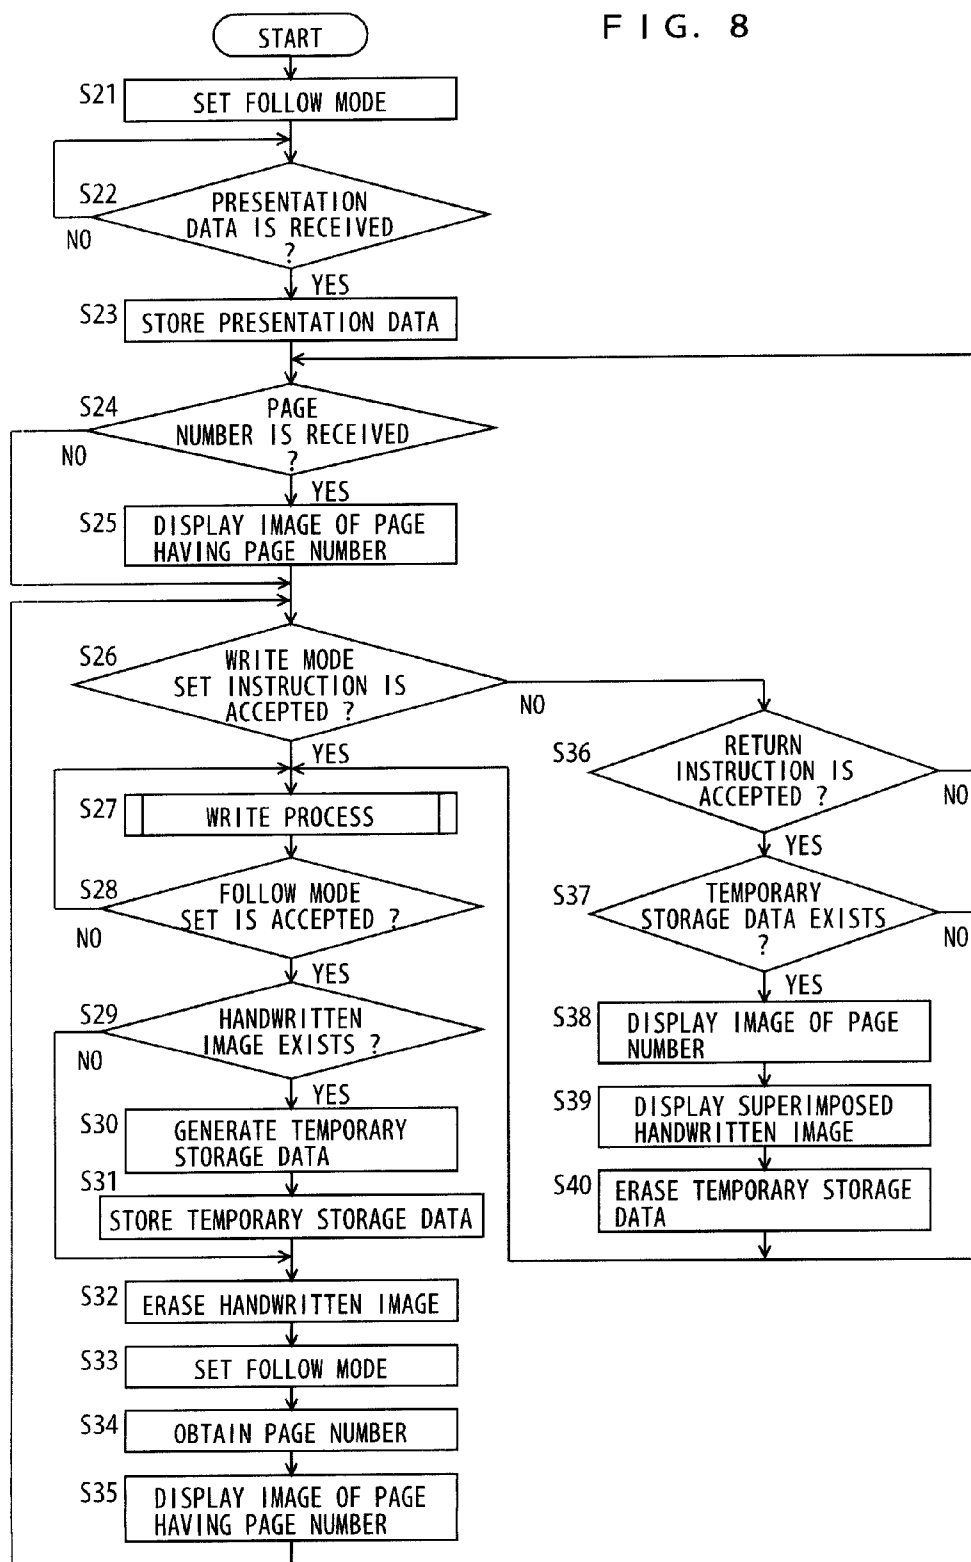 FIG. 8
START
S21
SET FOLLOW MODE
S22
PRESENTATION
DATA IS RECEIVED
?
NO
YES
S23
STORE PRESENTATION DATA
S24
PAGE
NUMBER IS RECEIVED
?
NO
YES
S25
DISPLAY IMAGE OF PAGE
HAVING PAGE NUMBER
S26
WRITE MODE
SET INSTRUCTION IS
ACCEPTED ?
NO
YES
S27
WRITE PROCESS
S28
FOLLOW MODE
SET IS ACCEPTED ?
NO
YES
S29
HANDWRITTEN
IMAGE EXISTS ?
NO
YES
S30
GENERATE TEMPORARY
STORAGE DATA
S31
STORE TEMPORARY STORAGE DATA
S32
ERASE HANDWRITTEN IMAGE
S33
SET FOLLOW MODE
S34
OBTAIN PAGE NUMBER
S35
DISPLAY IMAGE OF PAGE
HAVING PAGE NUMBER
S36
RETURN
INSTRUCTION IS
ACCEPTED ?
NO
YES
S37
TEMPORARY
STORAGE DATA EXISTS
?
NO
YES
S38
DISPLAY IMAGE OF PAGE
NUMBER
S39
DISPLAY SUPERIMPOSED
HANDWRITTEN IMAGE
S40
ERASE TEMPORARY STORAGE
DATA